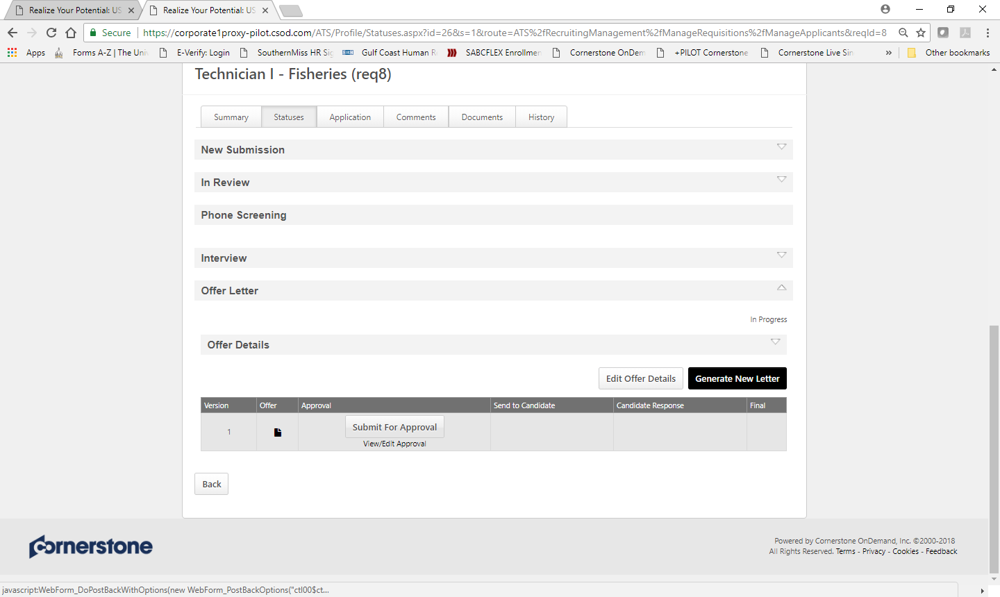 Realize Your Potential: US
Realize Your Potential: US
Secure
https://corporate1proxy-pilot.csod.com/ATS/Profile/Statuses.aspx?id=26&s=1&route=ATS%2fRecruitingManagement%2fManageRequisitions%2fManageApplicants&reqId=8
Apps
Forms A-Z | The Uni
E-Verify: Login
SouthernMiss HR Sig
Gulf Coast Human R
SABCFLEX Enrollmen
Cornerstone OnDem
+PILOT Cornerstone
Cornerstone Live Sin
»
Other bookmarks
Technician I - Fisheries (req8)
Summary
Statuses
Application
Comments
Documents
History
New Submission
In Review
Phone Screening
Interview
Offer Letter
In Progress
Offer Details
Edit Offer Details
Generate New Letter
Version Offer Approval Send to Candidate Candidate Response Final
1
Submit For Approval
View/Edit Approval
Back
Cornerstone
Powered by Cornerstone OnDemand, Inc. ©2000-2018
All Rights Reserved. Terms - Privacy - Cookies - Feedback
javascript:WebForm_DoPostBackWithOptions(new WebForm_PostBackOptions("ctl00$ct...